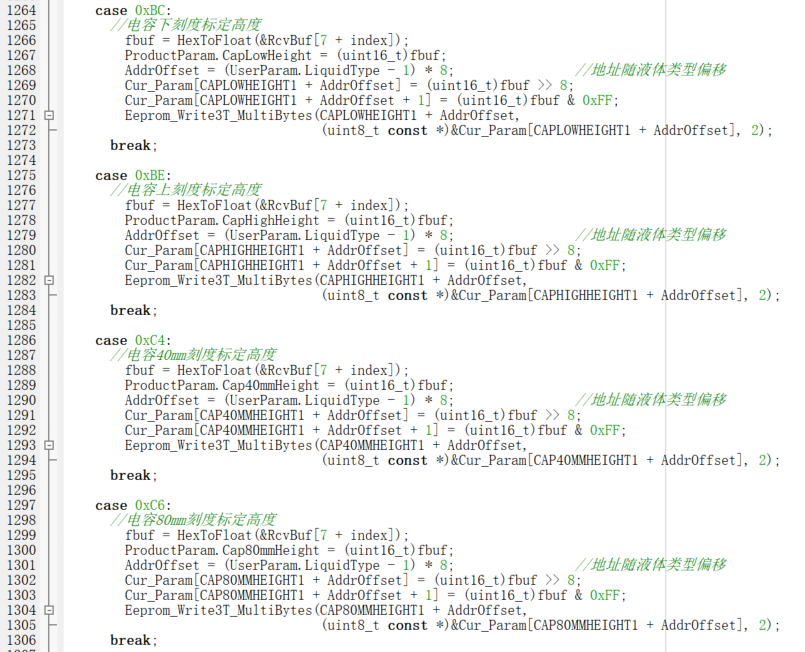 1264 case 0xBC:
1265 //电容下刻度标定高度
1266 fbuf = HexToFloat(&RcvBuf[7 + index]);
1267 ProductParam.CapLowHeight = (uint16_t)fbuf;
1268 AddrOffset = (UserParam.LiquidType - 1) * 8; //地址随液体类型偏移
1269 Cur_Param[CAPLOWHEIGHT1 + AddrOffset] = (uint16_t)fbuf >> 8;
1270 Cur_Param[CAPLOWHEIGHT1 + AddrOffset + 1] = (uint16_t)fbuf & 0xFF;
1271 Eeprom_Write3T_MultiBytes(CAPLOWHEIGHT1 + AddrOffset,
1272 (uint8_t const *)&Cur_Param[CAPLOWHEIGHT1 + AddrOffset], 2);
1273 break;
1274
1275 case 0xBE:
1276 //电容上刻度标定高度
1277 fbuf = HexToFloat(&RcvBuf[7 + index]);
1278 ProductParam.CapHighHeight = (uint16_t)fbuf;
1279 AddrOffset = (UserParam.LiquidType - 1) * 8; //地址随液体类型偏移
1280 Cur_Param[CAPHIGHHEIGHT1 + AddrOffset] = (uint16_t)fbuf >> 8;
1281 Cur_Param[CAPHIGHHEIGHT1 + AddrOffset + 1] = (uint16_t)fbuf & 0xFF;
1282 Eeprom_Write3T_MultiBytes(CAPHIGHHEIGHT1 + AddrOffset,
1283 (uint8_t const *)&Cur_Param[CAPHIGHHEIGHT1 + AddrOffset], 2);
1284 break;
1285
1286 case 0xC4:
1287 //电容40mm刻度标定高度
1288 fbuf = HexToFloat(&RcvBuf[7 + index]);
1289 ProductParam.Cap40mmHeight = (uint16_t)fbuf;
1290 AddrOffset = (UserParam.LiquidType - 1) * 8; //地址随液体类型偏移
1291 Cur_Param[CAP40MMHEIGHT1 + AddrOffset] = (uint16_t)fbuf >> 8;
1292 Cur_Param[CAP40MMHEIGHT1 + AddrOffset + 1] = (uint16_t)fbuf & 0xFF;
1293 Eeprom_Write3T_MultiBytes(CAP40MMHEIGHT1 + AddrOffset,
1294 (uint8_t const *)&Cur_Param[CAP40MMHEIGHT1 + AddrOffset], 2);
1295 break;
1296
1297 case 0xC6:
1298 //电容80mm刻度标定高度
1299 fbuf = HexToFloat(&RcvBuf[7 + index]);
1300 ProductParam.Cap80mmHeight = (uint16_t)fbuf;
1301 AddrOffset = (UserParam.LiquidType - 1) * 8; //地址随液体类型偏移
1302 Cur_Param[CAP80MMHEIGHT1 + AddrOffset] = (uint16_t)fbuf >> 8;
1303 Cur_Param[CAP80MMHEIGHT1 + AddrOffset + 1] = (uint16_t)fbuf & 0xFF;
1304 Eeprom_Write3T_MultiBytes(CAP80MMHEIGHT1 + AddrOffset,
1305 (uint8_t const *)&Cur_Param[CAP80MMHEIGHT1 + AddrOffset], 2);
1306 break;